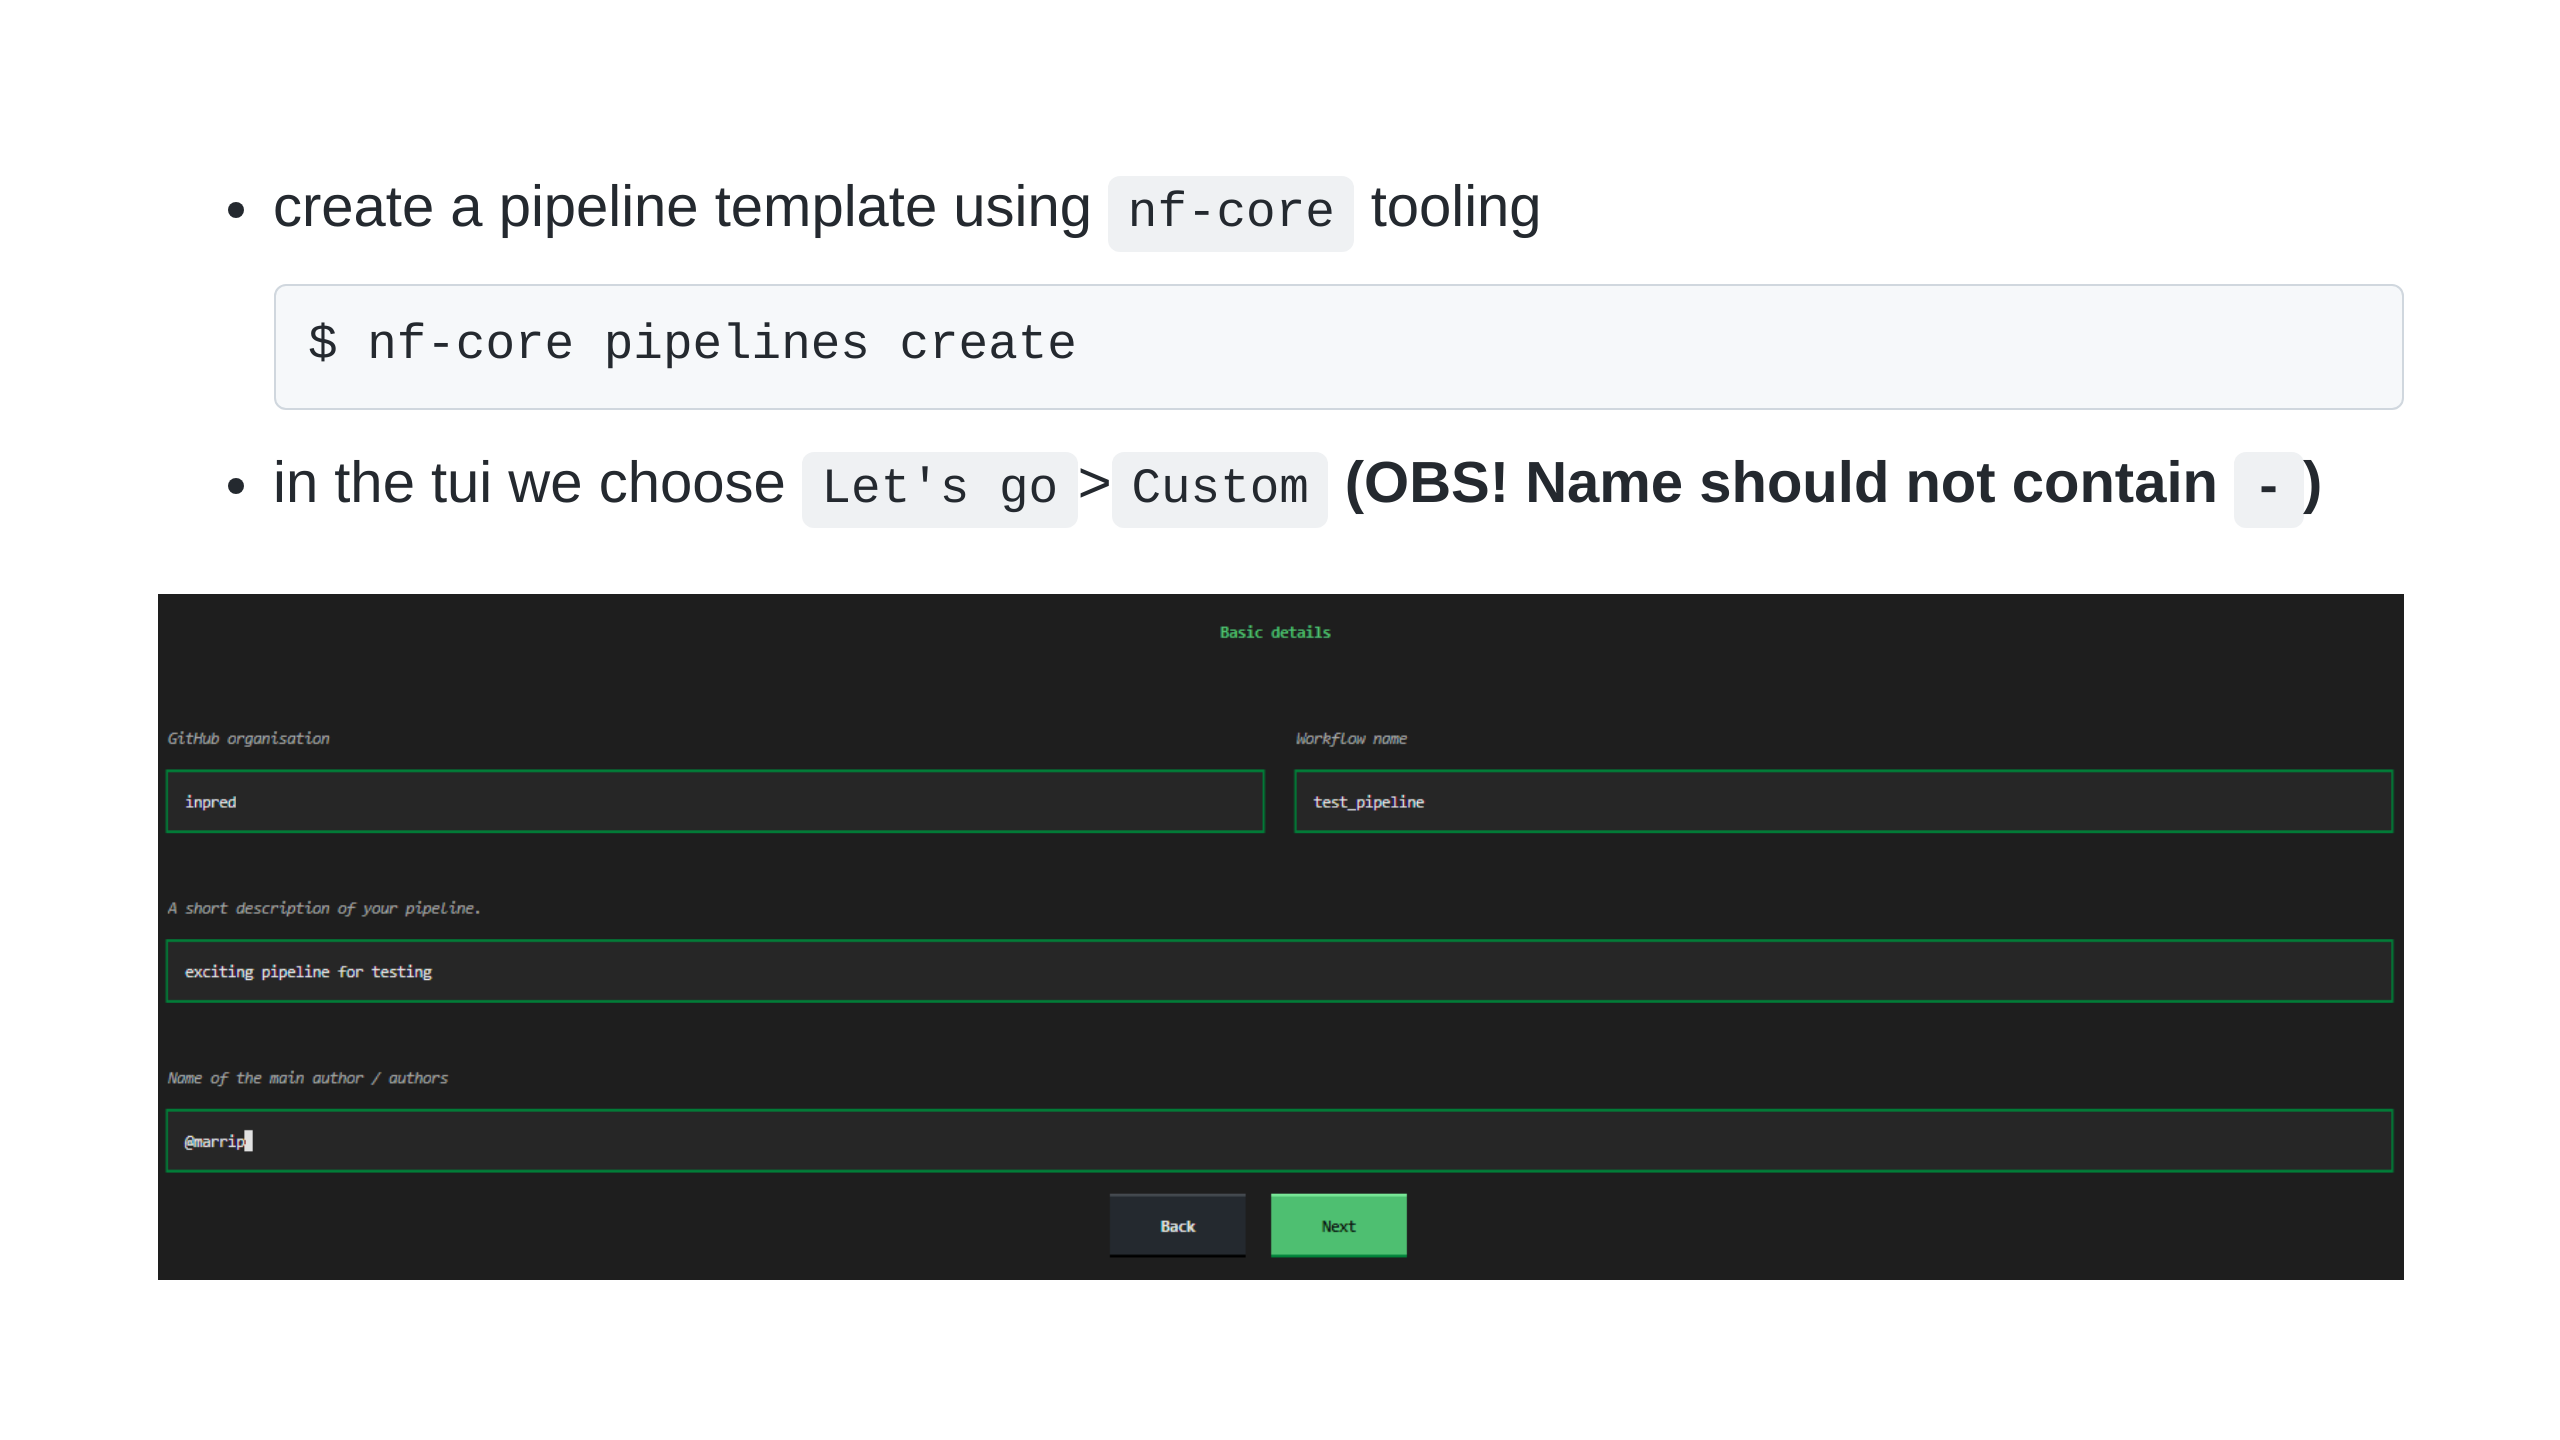 • create a pipeline template using nf-core tooling
$ nf-core pipelines create
• in the tui we choose Let's go>Custom (OBS! Name should not contain -)
Basic details
GitHub organisation
Workflow name
inpred
test_pipeline
A short description of your pipeline.
exciting pipeline for testing
Name of the main author / authors
@marrip
Back
Next